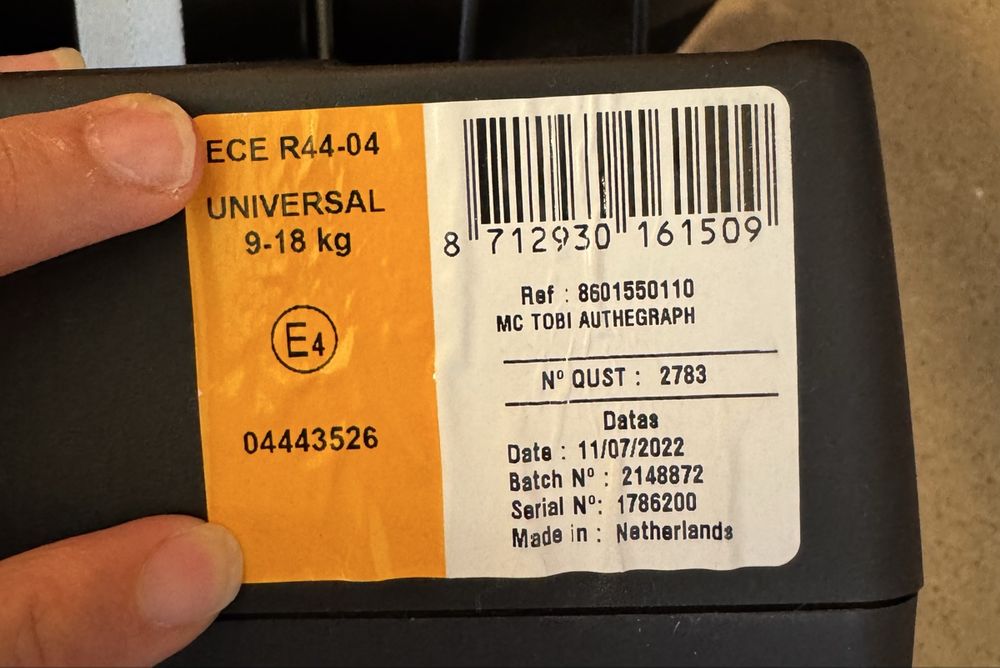 ECE R44-04
UNIVERSAL
9-18 kg
E4
04443526
8 712930 161509
Ref : 8601550110
MC TOBI AUTHEGRAPH
Nº QUST : 2783
Datas
Date : 11/07/2022
Batch Nº : 2148872
Serial Nº: 1786200
Made in : Netherlands